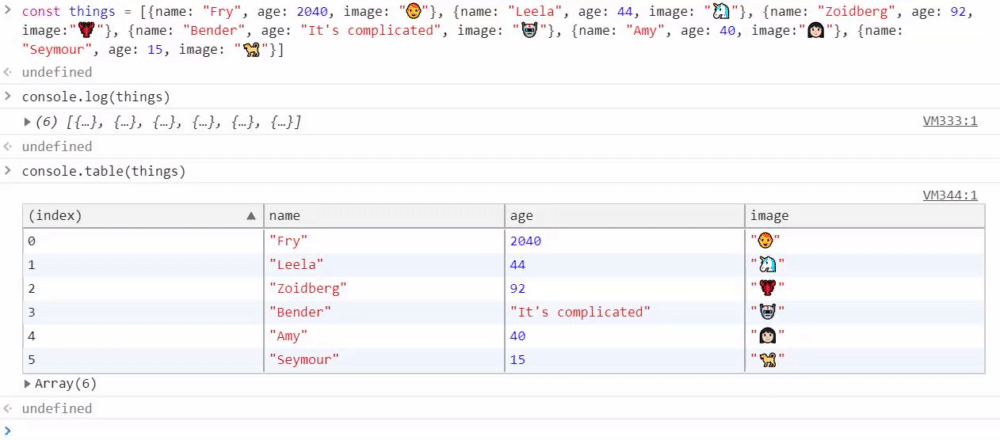 > const things = [{name: "Fry", age: 2040, image: "👨‍🦰"}, {name: "Leela", age: 44, image: "🦄"}, {name: "Zoidberg", age: 92,
image:"🦞"}, {name: "Bender", age: "It's complicated", image: "🤖"}, {name: "Amy", age: 40, image:"👩🏻"}, {name:
"Seymour", age: 15, image: "🐕"}]
undefined
> console.log(things)
▶ (6) [{…}, {…}, {…}, {…}, {…}, {…}] VM333:1
undefined
> console.table(things)
VM344:1
(index) ▲ name age image
0 "Fry" 2040 "👨‍🦰"
1 "Leela" 44 "🦄"
2 "Zoidberg" 92 "🦞"
3 "Bender" "It's complicated" "🤖"
4 "Amy" 40 "👩🏻"
5 "Seymour" 15 "🐕"
▶ Array(6)
undefined
>